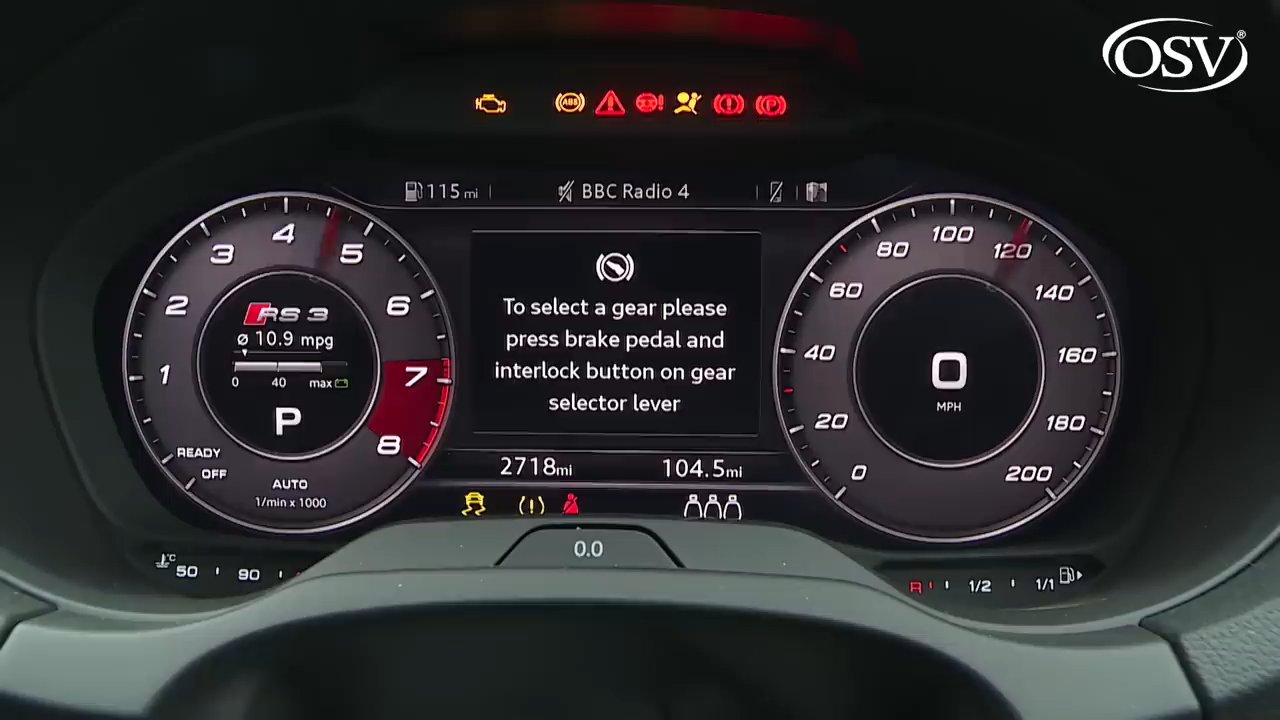 OSV®
ABS
P
115 mi
BBC Radio 4
1
2
3
4
5
6
7
8
RS 3
ø 10.9 mpg
0 40 max
P
READY
OFF
AUTO
1/min x 1000
To select a gear please
press brake pedal and
interlock button on gear
selector lever
2718mi 104.5mi
0
20
40
60
80
100
120
140
160
180
200
0
MPH
0.0
°C
50 90
R 1/2 1/1